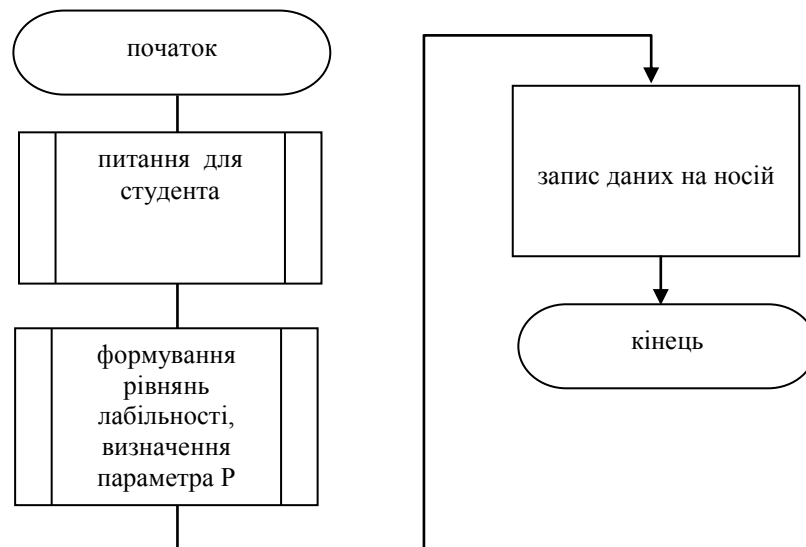 початок
питання для
студента
формування
рівнянь
лабільності,
визначення
параметра P
запис даних на носій
кінець